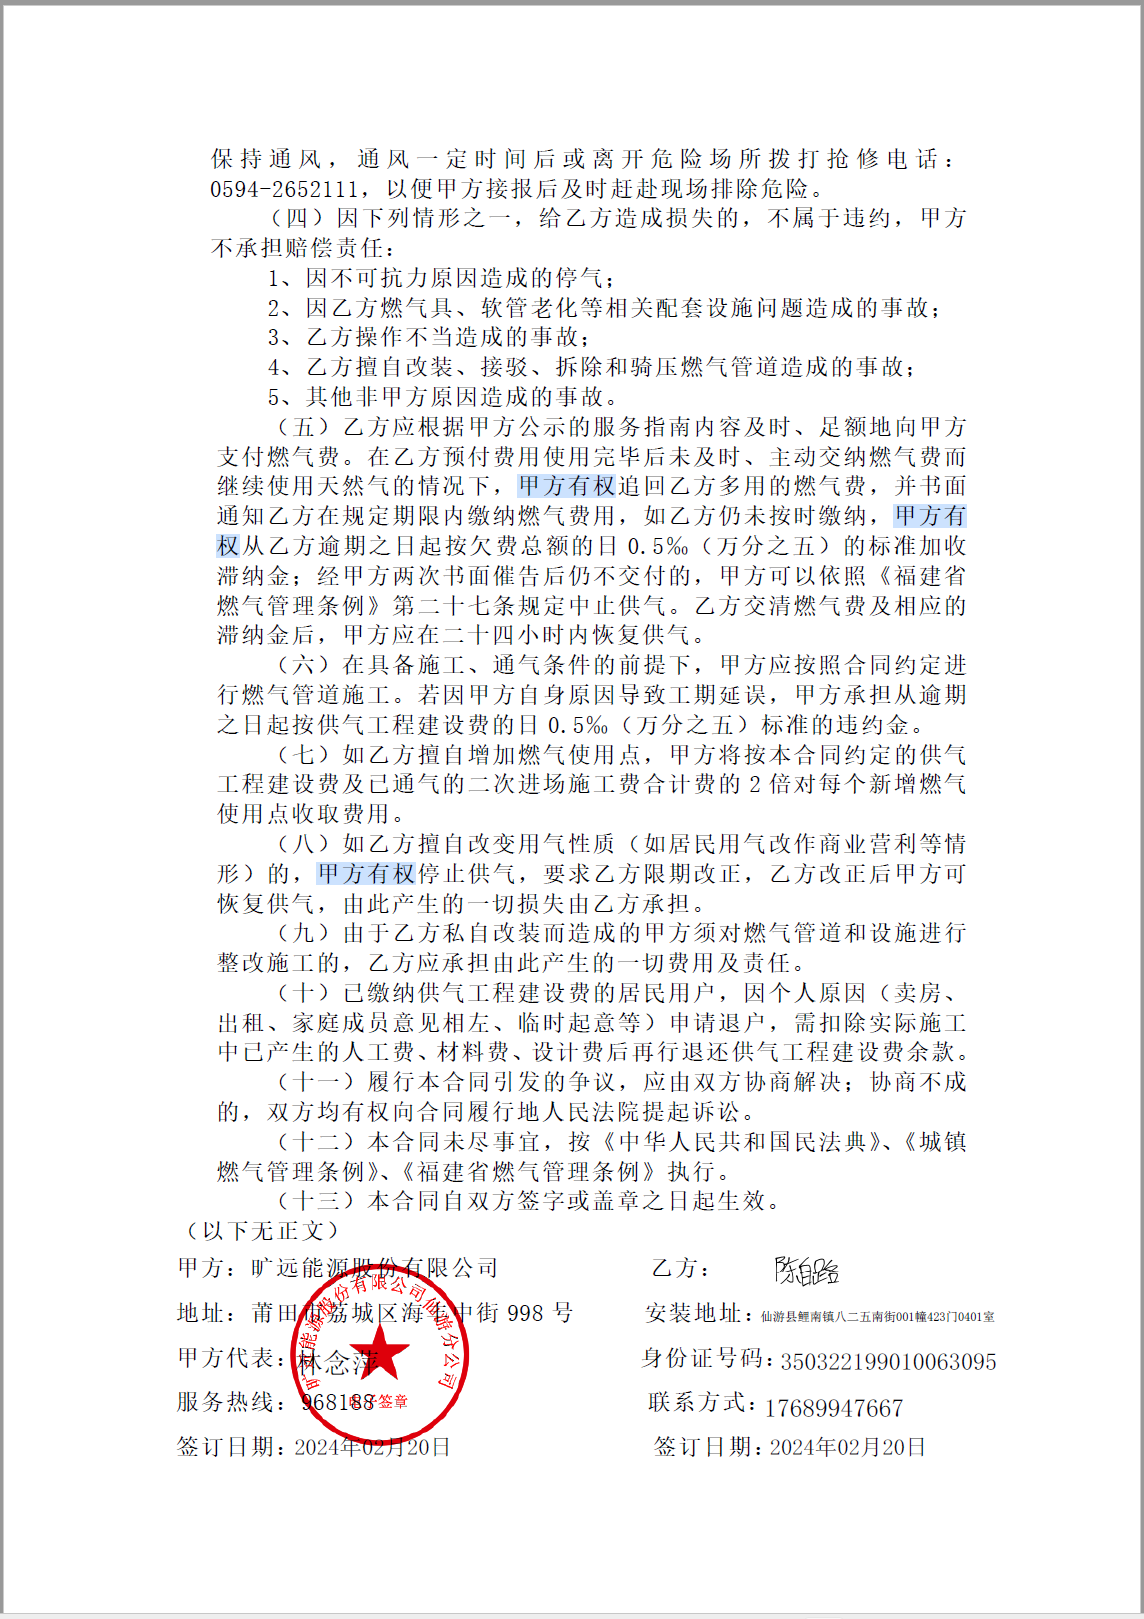 保持通风，通风一定时间后或离开危险场所拨打抢修电话：
0594-2652111，以便甲方接报后及时赶赴现场排除危险。
（四）因下列情形之一，给乙方造成损失的，不属于违约，甲方
不承担赔偿责任：
1、因不可抗力原因造成的停气；
2、因乙方燃气具、软管老化等相关配套设施问题造成的事故；
3、乙方操作不当造成的事故；
4、乙方擅自改装、接驳、拆除和骑压燃气管道造成的事故；
5、其他非甲方原因造成的事故。
（五）乙方应根据甲方公示的服务指南内容及时、足额地向甲方
支付燃气费。在乙方预付费用使用完毕后未及时、主动交纳燃气费而
继续使用天然气的情况下，甲方有权追回乙方多用的燃气费，并书面
通知乙方在规定期限内缴纳燃气费用，如乙方仍未按时缴纳，甲方有
权从乙方逾期之日起按欠费总额的日 0.5‰（万分之五）的标准加收
滞纳金；经甲方两次书面催告后仍不交付的，甲方可以依照《福建省
燃气管理条例》第二十七条规定中止供气。乙方交清燃气费及相应的
滞纳金后，甲方应在二十四小时内恢复供气。
（六）在具备施工、通气条件的前提下，甲方应按照合同约定进
行燃气管道施工。若因甲方自身原因导致工期延误，甲方承担从逾期
之日起按供气工程建设费的日 0.5‰（万分之五）标准的违约金。
（七）如乙方擅自增加燃气使用点，甲方将按本合同约定的供气
工程建设费及已通气的二次进场施工费合计费的 2 倍对每个新增燃气
使用点收取费用。
（八）如乙方擅自改变用气性质（如居民用气改作商业营利等情
形）的，甲方有权停止供气，要求乙方限期改正，乙方改正后甲方可
恢复供气，由此产生的一切损失由乙方承担。
（九）由于乙方私自改装而造成的甲方须对燃气管道和设施进行
整改施工的，乙方应承担由此产生的一切费用及责任。
（十）已缴纳供气工程建设费的居民用户，因个人原因（卖房、
出租、家庭成员意见相左、临时起意等）申请退户，需扣除实际施工
中已产生的人工费、材料费、设计费后再行退还供气工程建设费余款。
（十一）履行本合同引发的争议，应由双方协商解决；协商不成
的，双方均有权向合同履行地人民法院提起诉讼。
（十二）本合同未尽事宜，按《中华人民共和国民法典》、《城镇
燃气管理条例》、《福建省燃气管理条例》执行。
（十三）本合同自双方签字或盖章之日起生效。
（以下无正文）
甲方：旷远能源股份有限公司 乙方：陈自路
地址：莆田市荔城区海丰中街 998 号 安装地址：仙游县鲤南镇八二五南街001幢423门0401室
甲方代表：林念萍 身份证号码：350322199010063095
服务热线：968188 联系方式：17689947667
签订日期：2024年02月20日 签订日期：2024年02月20日
旷远能源股份有限公司仙游分公司
电子签章